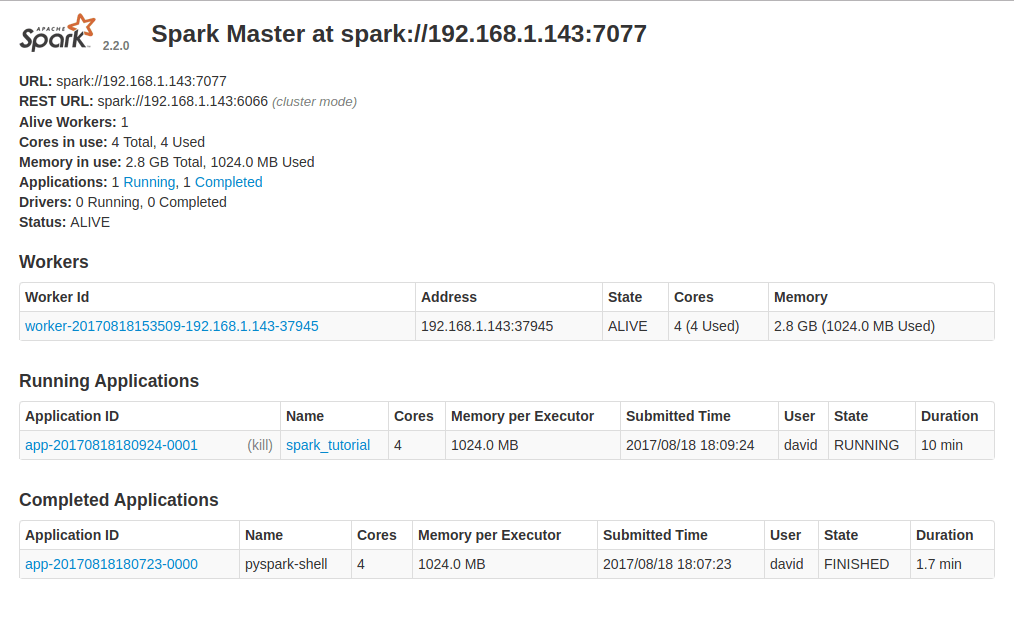 APACHE
Spark 2.2.0 Spark Master at spark://192.168.1.143:7077
URL: spark://192.168.1.143:7077
REST URL: spark://192.168.1.143:6066 (cluster mode)
Alive Workers: 1
Cores in use: 4 Total, 4 Used
Memory in use: 2.8 GB Total, 1024.0 MB Used
Applications: 1 Running, 1 Completed
Drivers: 0 Running, 0 Completed
Status: ALIVE
Workers
Worker Id Address State Cores Memory
worker-20170818153509-192.168.1.143-37945 192.168.1.143:37945 ALIVE 4 (4 Used) 2.8 GB (1024.0 MB Used)
Running Applications
Application ID Name Cores Memory per Executor Submitted Time User State Duration
app-20170818180924-0001 (kill) spark_tutorial 4 1024.0 MB 2017/08/18 18:09:24 david RUNNING 10 min
Completed Applications
Application ID Name Cores Memory per Executor Submitted Time User State Duration
app-20170818180723-0000 pyspark-shell 4 1024.0 MB 2017/08/18 18:07:23 david FINISHED 1.7 min